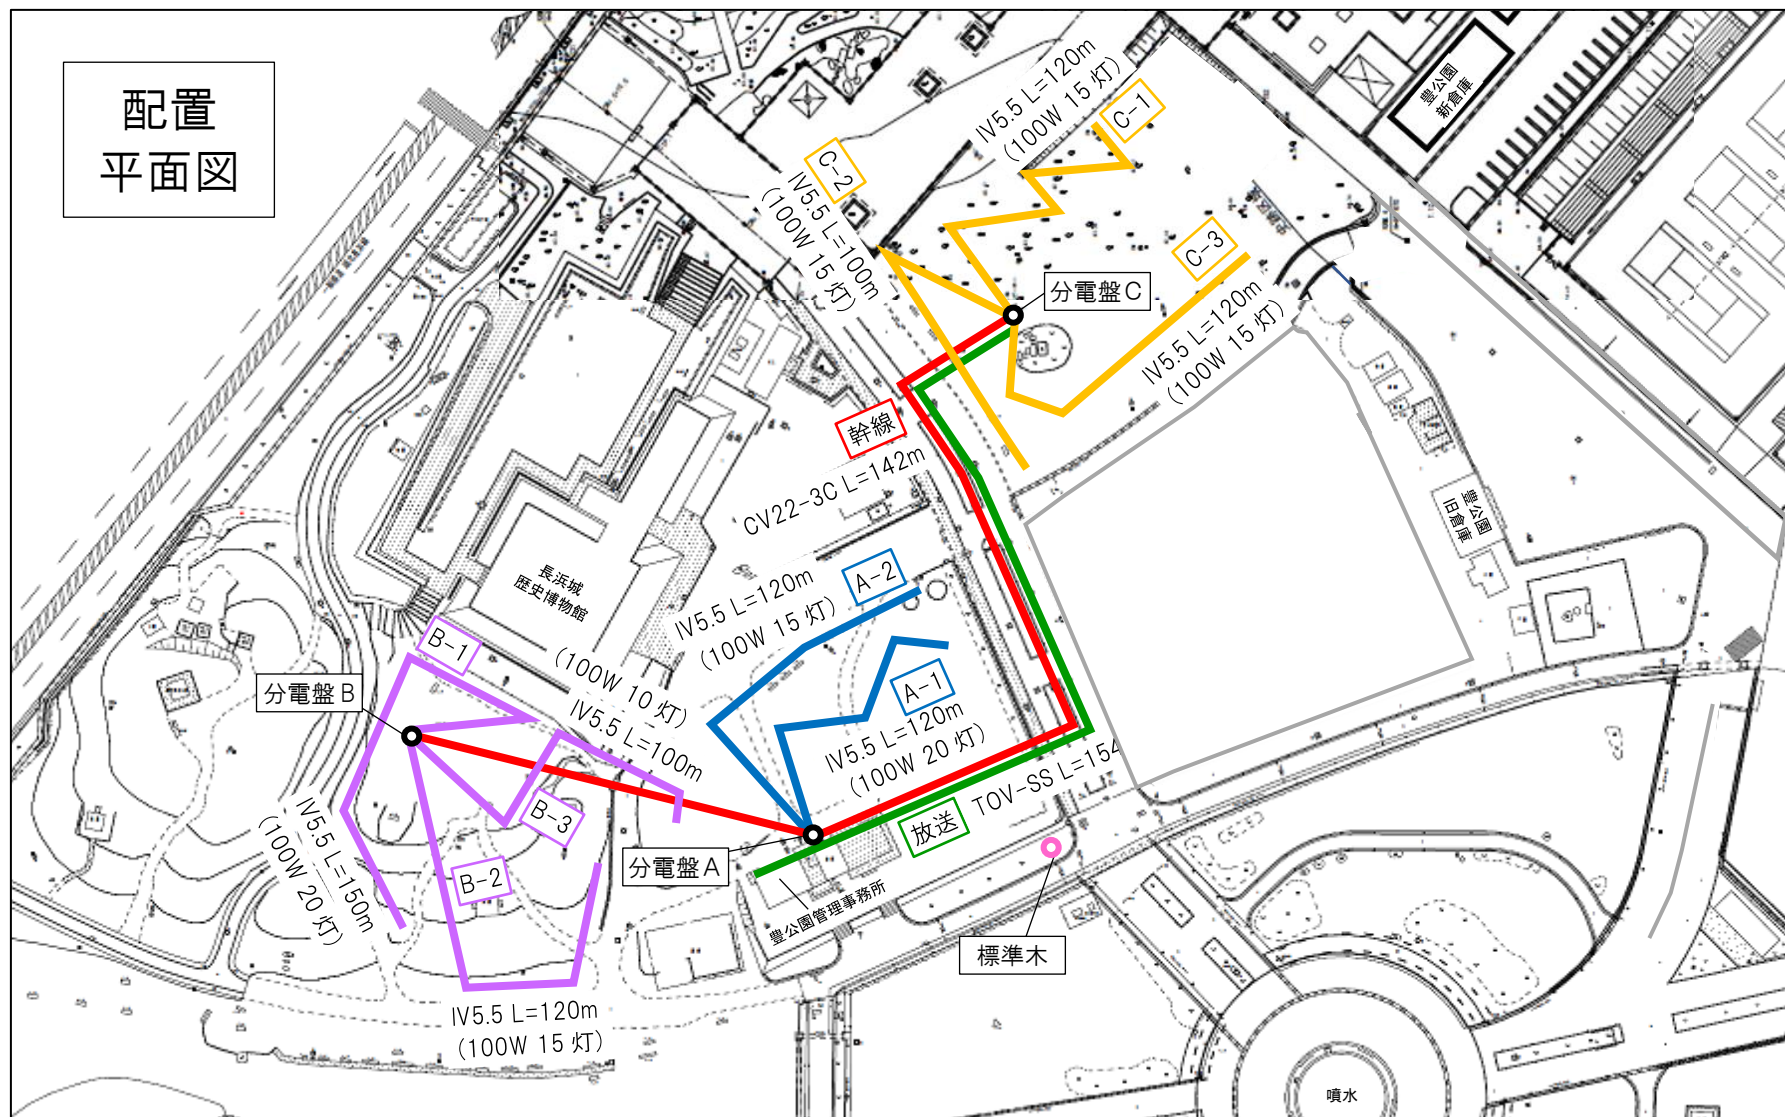 配置
平面図
豊公園
新倉庫
IV5.5 L=120m
(100W 15 灯)
C-1
C-2
IV5.5 L=100m
(100W 15 灯)
C-3
IV5.5 L=120m
(100W 15 灯)
分電盤C
幹線
CV22-3C L=142m
豊公園
旧倉庫
長浜城
歴史博物館
IV5.5 L=120m
(100W 15 灯)
A-2
A-1
IV5.5 L=120m
(100W 20 灯)
B-1
(100W 10 灯)
IV5.5 L=100m
分電盤B
B-3
B-2
IV5.5 L=150m
(100W 20 灯)
IV5.5 L=120m
(100W 15 灯)
分電盤A
放送
TOV-SS L=154
豊公園管理事務所
標準木
噴水